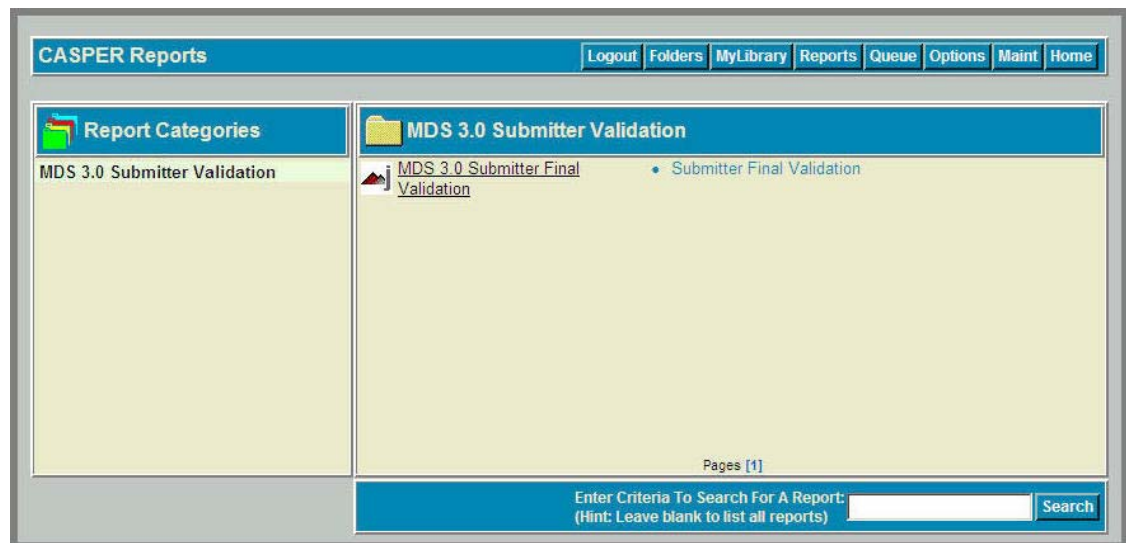 CASPER Reports
Logout Folders MyLibrary Reports Queue Options Maint Home
Report Categories
MDS 3.0 Submitter Validation
MDS 3.0 Submitter Validation
MDS 3.0 Submitter Final
Validation
• Submitter Final Validation
Pages [1]
Enter Criteria To Search For A Report:
(Hint: Leave blank to list all reports)
Search